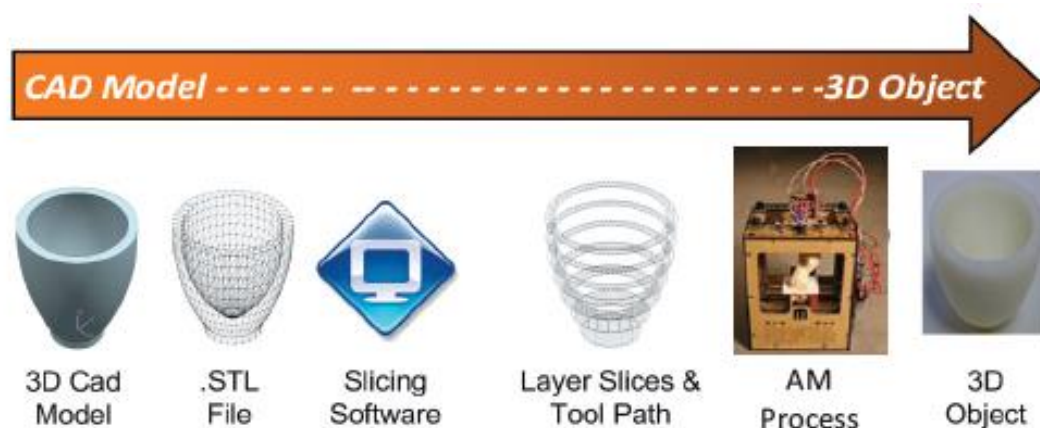 CAD Model - - - - - - -- - - - - - - - - - - - - - - - - - - - - - -3D Object
3D Cad
Model
.STL
File
Slicing
Software
Layer Slices &
Tool Path
AM
Process
3D
Object